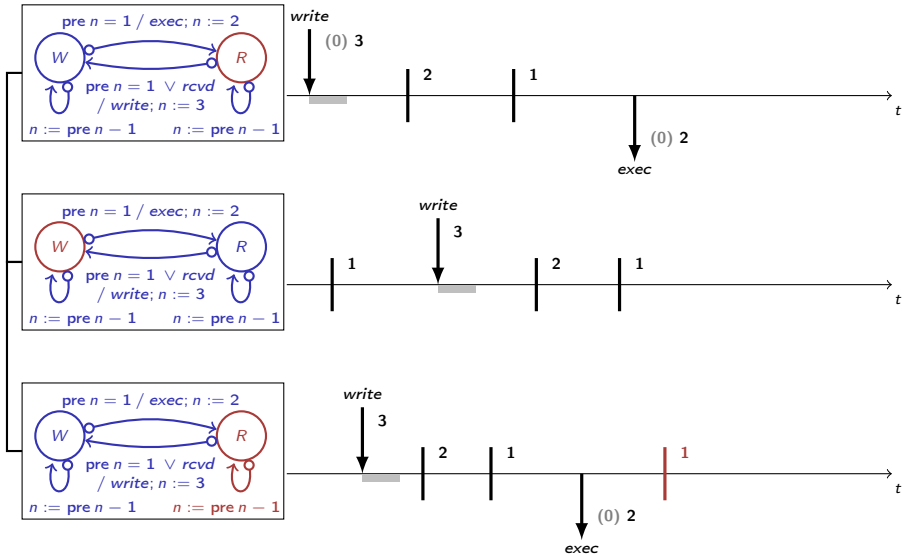 write
pre n = 1 / exec; n := 2
(0) 3
W
R
2
1
pre n = 1 ∨ rcvd
/ write; n := 3
t
n := pre n − 1
n := pre n − 1
(0) 2
exec
write
pre n = 1 / exec; n := 2
3
W
R
1
2
1
pre n = 1 ∨ rcvd
/ write; n := 3
t
n := pre n − 1
n := pre n − 1
write
pre n = 1 / exec; n := 2
3
W
R
2
1
1
pre n = 1 ∨ rcvd
/ write; n := 3
t
n := pre n − 1
n := pre n − 1
(0) 2
exec